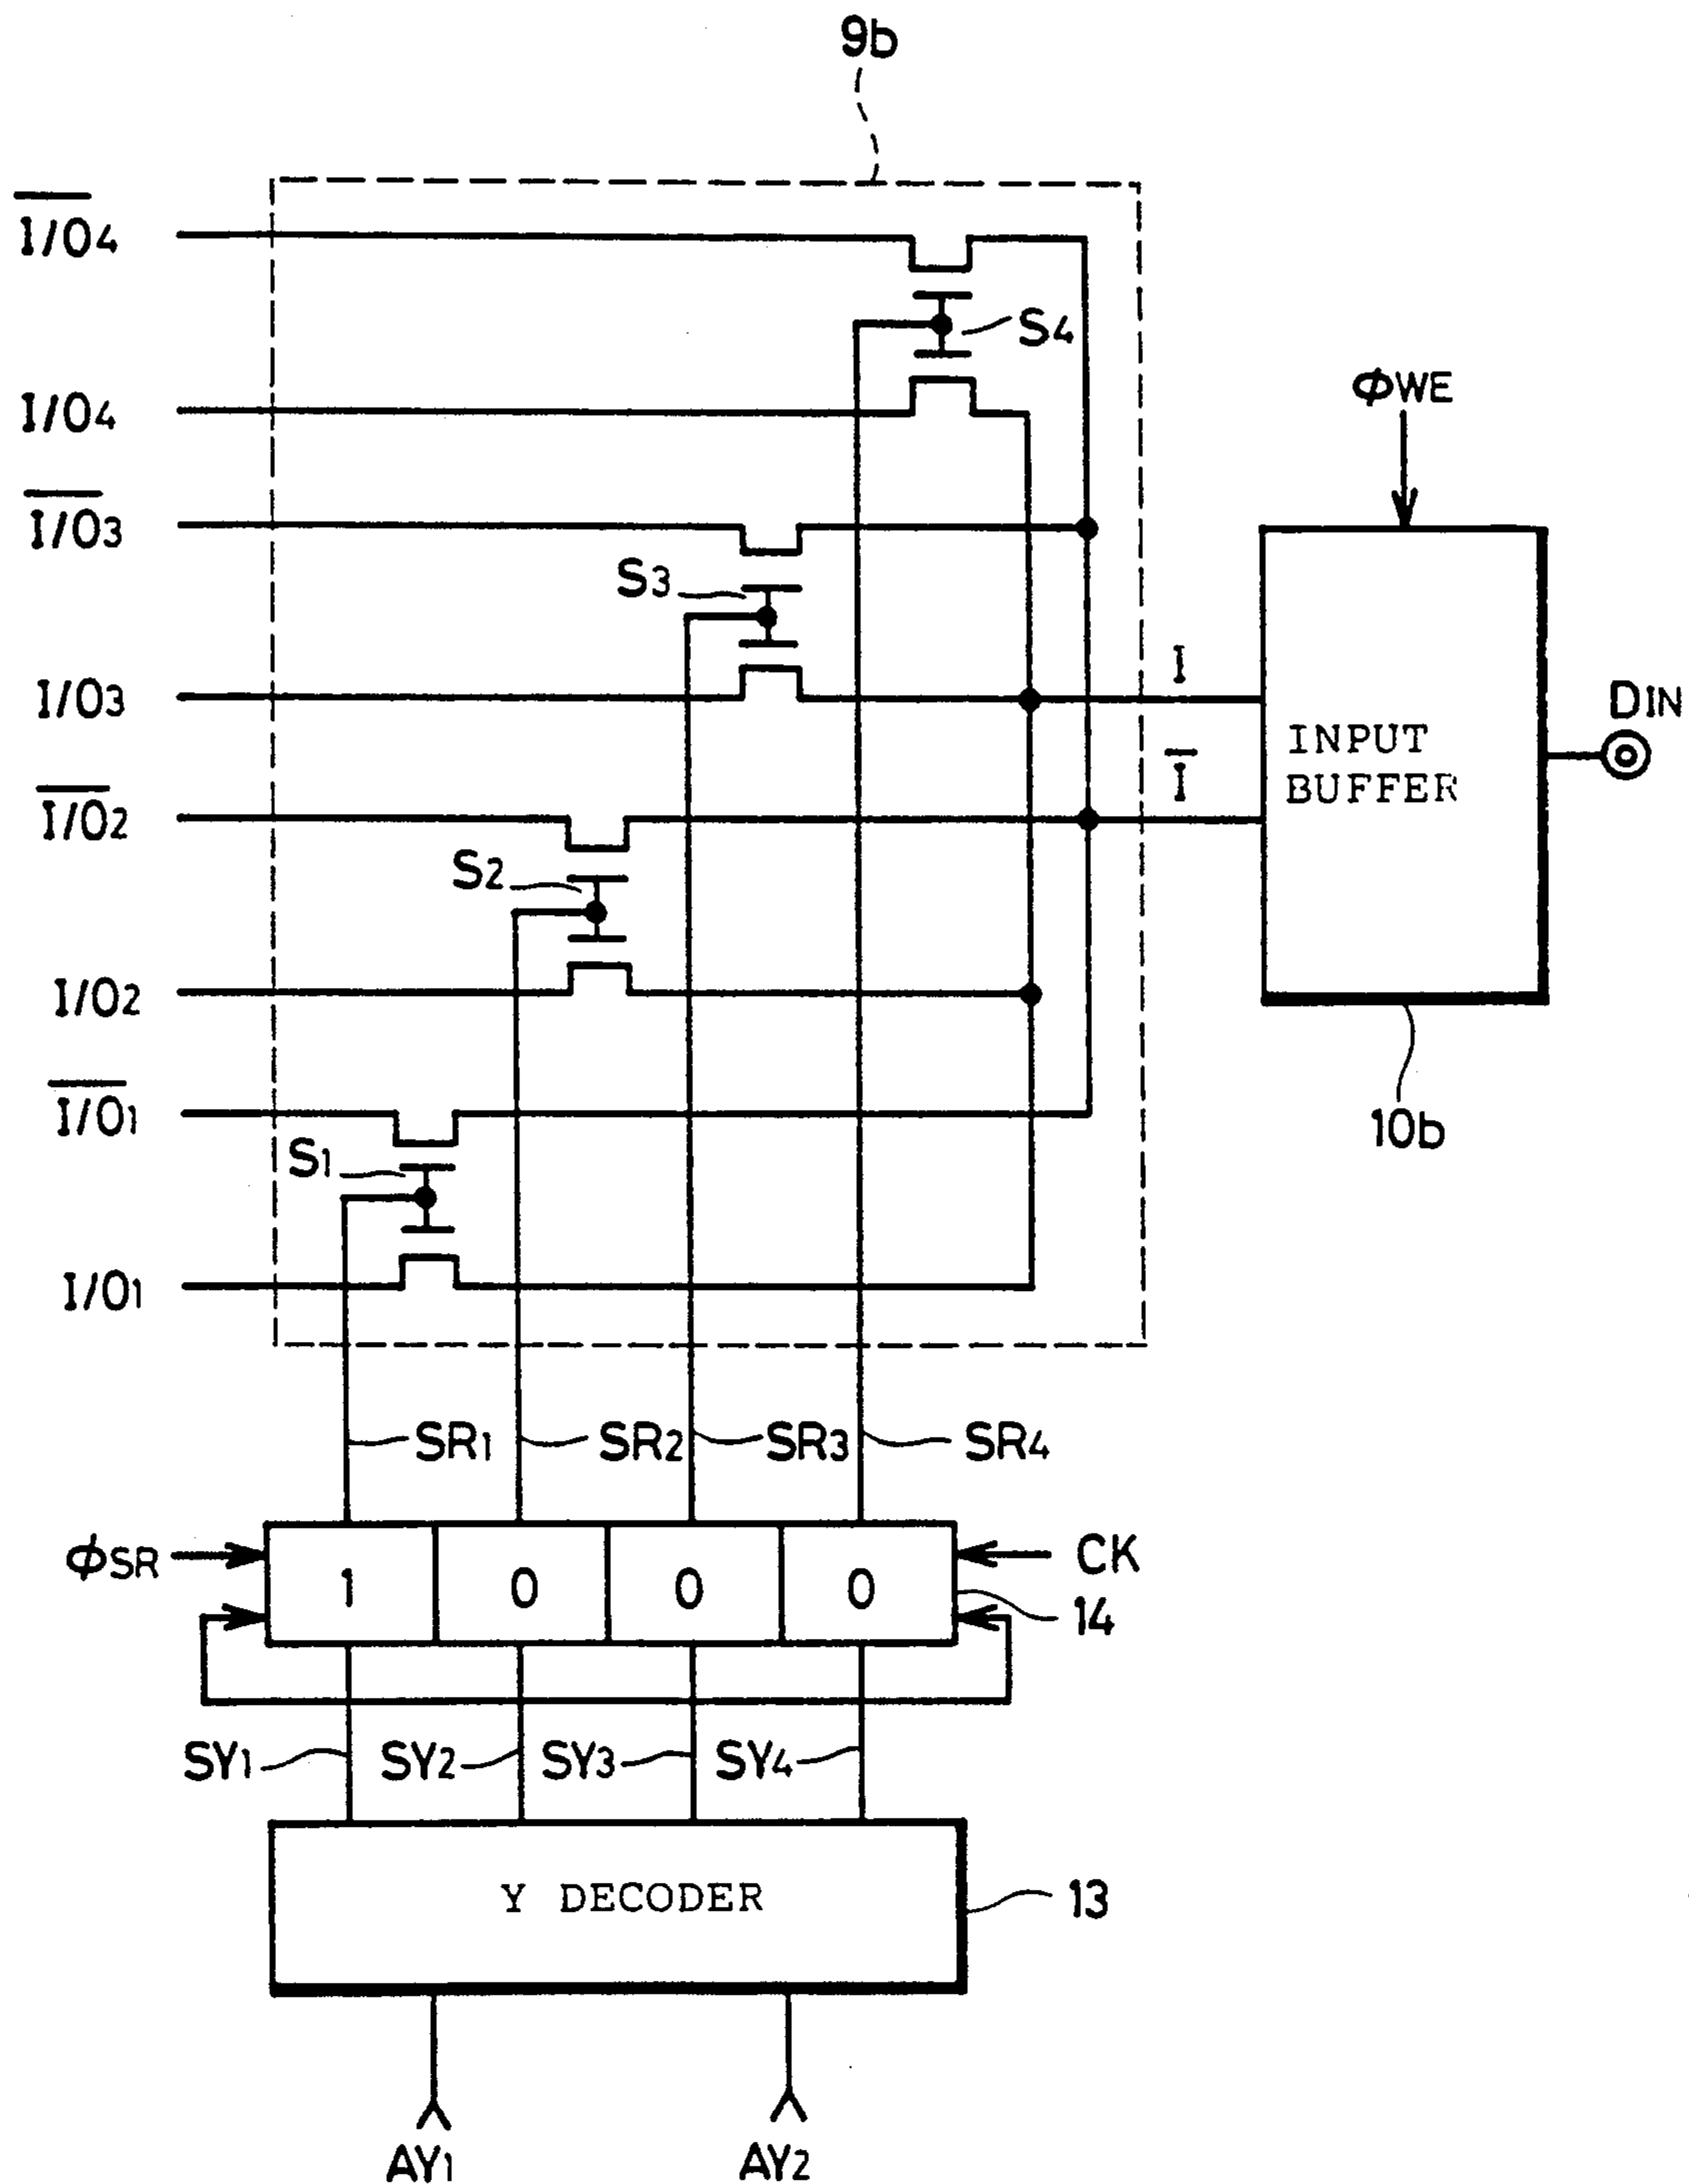 9b
I/O4
S4
I/O4
ΦWE
I/O3
S3
I/O3
I
DIN
INPUT
BUFFER
I
I/O2
S2
I/O2
I/O1
10b
S1
I/O1
SR1
SR2
SR3
SR4
ΦSR
1
0
0
0
CK
14
SY1
SY2
SY3
SY4
Y DECODER
13
AY1
AY2